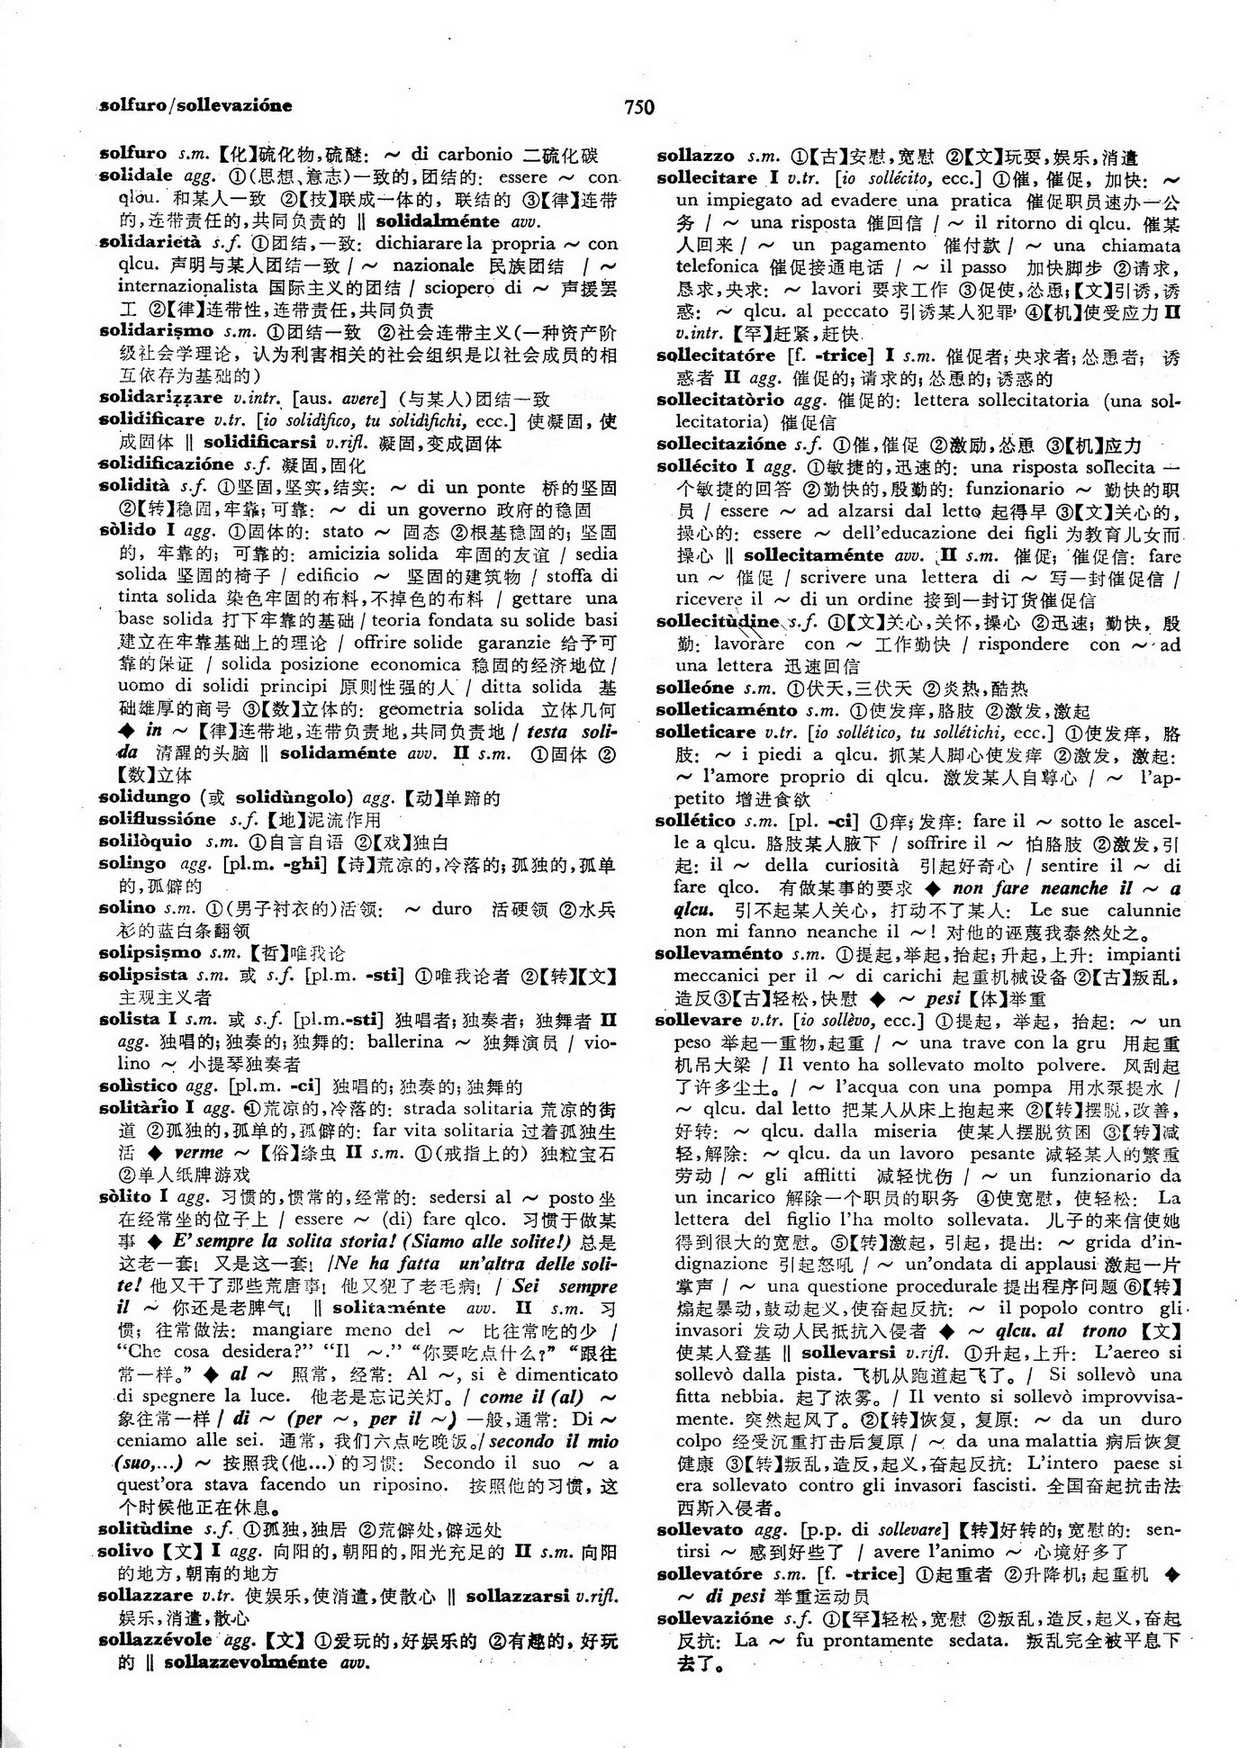 solfuro/sollevazióne
750
solfuro s.m.【化】硫化物,硫醚: ～ di carbonio 二硫化碳
solidale agg. ①(思想、意志)一致的,团结的: essere ～ con
qlcu. 和某人一致 ②【技】联成一体的, 联结的 ③【律】连带
的,连带责任的,共同负责的 ‖ solidalménte avv.
solidarietà s.f. ①团结,一致: dichiarare la propria ～ con
qlcu. 声明与某人团结一致 / ～ nazionale 民族团结 / ～
internazionalista 国际主义的团结 / sciopero di ～ 声援罢
工 ②【律】连带性,连带责任,共同负责
solidarişmo s.m. ①团结一致 ②社会连带主义(一种资产阶
级社会学理论, 认为利害相关的社会组织是以社会成员的相
互依存为基础的)
solidarizzare v.intr. [aus. avere] (与某人)团结一致
solidificare v.tr. [io solidìfico, tu solidìfichi, ecc.] 使凝固, 使
成固体 ‖ solidificarsi v.rifl. 凝固,变成固体
solidificazióne s.f. 凝固,固化
solidità s.f. ①坚固,坚实,结实: ～ di un ponte 桥的坚固
②【转】稳固,牢靠; 可靠: ～ di un governo 政府的稳固
sòlido I agg. ①固体的: stato ～ 固态 ②根基稳固的; 坚固
的, 牢靠的; 可靠的: amicizia solida 牢固的友谊 / sedia
solida 坚固的椅子 / edificio ～ 坚固的建筑物 / stoffa di
tinta solida 染色牢固的布料,不掉色的布料 / gettare una
base solida 打下牢靠的基础 / teoria fondata su solide basi
建立在牢靠基础上的理论 / offrire solide garanzie 给予可
靠的保证 / solida posizione economica 稳固的经济地位 /
uomo di solidi principi 原则性强的人 / ditta solida 基
础雄厚的商号 ③【数】立体的: geometria solida 立体几何
◆ in ～【律】连带地,连带负责地,共同负责地 / testa soli-
da 清醒的头脑 ‖ solidaménte avv. II s.m. ①固体 ②
【数】立体
solidungo (或 solidùngolo) agg.【动】单蹄的
soliflussióne s.f.【地】泥流作用
solilòquio s.m. ①自言自语 ②【戏】独白
solingo agg. [pl.m. -ghi]【诗】荒凉的,冷落的; 孤独的,孤单
的,孤僻的
solino s.m. ①(男子衬衣的)活领: ～ duro 活硬领 ②水兵
衫的蓝白条翻领
solipsişmo s.m.【哲】唯我论
solipsista s.m. 或 s.f. [pl.m. -sti] ①唯我论者 ②【转】【文】
主观主义者
solista I s.m. 或 s.f. [pl.m.-sti] 独唱者; 独奏者; 独舞者 II
agg. 独唱的; 独奏的; 独舞的: ballerina ～ 独舞演员 / vio-
lino ～ 小提琴独奏者
solìstico agg. [pl.m. -ci] 独唱的; 独奏的; 独舞的
solitàrio I agg. ①荒凉的,冷落的: strada solitaria 荒凉的街
道 ②孤独的,孤单的,孤僻的: far vita solitaria 过着孤独生
活 ◆ verme ～【俗】绦虫 II s.m. ①(戒指上的) 独粒宝石
②单人纸牌游戏
sòlito I agg. 习惯的,惯常的,经常的: sedersi al ～ posto 坐
在经常坐的位子上 / essere ～ (di) fare qlco. 习惯于做某
事 ◆ E' sempre la solita storia! (Siamo alle solite!) 总是
这老一套! 又是这一套! /Ne ha fatta un'altra delle soli-
te! 他又干了那些荒唐事! 他又犯了老毛病! / Sei sempre
il ～ 你还是老脾气! ‖ solitaménte avv. II s.m. 习
惯; 往常做法: mangiare meno del ～ 比往常吃的少 /
“Che cosa desidera?” “Il ～.” “你要吃点什么?” “跟往
常一样。” ◆ al ～ 照常, 经常: Al ～, si è dimenticato
di spegnere la luce. 他老是忘记关灯。/ come il (al) ～
象往常一样 / di ～ (per ～, per il ～) 一般,通常: Di ～
ceniamo alle sei. 通常, 我们六点吃晚饭。/ secondo il mio
(suo,...) ～ 按照我(他...)的习惯: Secondo il suo ～ a
quest'ora stava facendo un riposino. 按照他的习惯, 这
个时候他正在休息。
solitùdine s.f. ①孤独,独居 ②荒僻处,僻远处
solivo【文】I agg. 向阳的,朝阳的,阳光充足的 II s.m. 向阳
的地方,朝南的地方
sollazzare v.tr. 使娱乐,使消遣,使散心 ‖ sollazzarsi v.rifl.
娱乐,消遣,散心
sollazzévole agg.【文】①爱玩的,好娱乐的 ②有趣的, 好玩
的 ‖ sollazzevolménte avv.
sollazzo s.m. ①【古】安慰,宽慰 ②【文】玩耍,娱乐,消遣
sollecitare I v.tr. [io sollécito, ecc.] ①催, 催促, 加快: ～
un impiegato ad evadere una pratica 催促职员速办一公
务 / ～ una risposta 催回信 / ～ il ritorno di qlcu. 催某
人回来 / ～ un pagamento 催付款 / ～ una chiamata
telefonica 催促接通电话 / ～ il passo 加快脚步 ②请求,
恳求,央求: ～ lavori 要求工作 ③促使,怂恿;【文】引诱,诱
惑: ～ qlcu. al peccato 引诱某人犯罪 ④【机】使受应力 II
v.intr.【罕】赶紧,赶快
sollecitatóre [f. -trice] I s.m. 催促者; 央求者; 怂恿者; 诱
惑者 II agg. 催促的; 请求的; 怂恿的; 诱惑的
sollecitatòrio agg. 催促的: lettera sollecitatoria (una sol-
lecitatoria) 催促信
sollecitazióne s.f. ①催,催促 ②激励,怂恿 ③【机】应力
sollécito I agg. ①敏捷的,迅速的: una risposta sollecita 一
个敏捷的回答 ②勤快的,殷勤的: funzionario ～ 勤快的职
员 / essere ～ ad alzarsi dal letto 起得早 ③【文】关心的,
操心的: essere ～ dell'educazione dei figli 为教育儿女而
操心 ‖ sollecitaménte avv. II s.m. 催促; 催促信: fare
un ～ 催促 / scrivere una lettera di ～ 写一封催促信 /
ricevere il ～ di un ordine 接到一封订货催促信
sollecitùdine s.f. ①【文】关心,关怀,操心 ②迅速; 勤快, 殷
勤: lavorare con ～ 工作勤快 / rispondere con ～ ad
una lettera 迅速回信
solleóne s.m. ①伏天,三伏天 ②炎热,酷热
solleticaménto s.m. ①使发痒,胳肢 ②激发,激起
solleticare v.tr. [io sollético, tu sollétichi, ecc.] ①使发痒, 胳
肢: ～ i piedi a qlcu. 抓某人脚心使发痒 ②激发, 激起:
～ l'amore proprio di qlcu. 激发某人自尊心 / ～ l'ap-
petito 增进食欲
sollético s.m. [pl. -ci] ①痒; 发痒: fare il ～ sotto le ascel-
le a qlcu. 胳肢某人腋下 / soffrire il ～ 怕胳肢 ②激发,引
起: il ～ della curiosità 引起好奇心 / sentire il ～ di
fare qlco. 有做某事的要求 ◆ non fare neanche il ～ a
qlcu. 引不起某人关心, 打动不了某人: Le sue calunnie
non mi fanno neanche il ～! 对他的诬蔑我泰然处之。
sollevaménto s.m. ①提起,举起,抬起; 升起,上升: impianti
meccanici per il ～ di carichi 起重机械设备 ②【古】叛乱,
造反③【古】轻松,快慰 ◆ ～ pesi【体】举重
sollevare v.tr. [io sollèvo, ecc.] ①提起, 举起, 抬起: ～ un
peso 举起一重物,起重 / ～ una trave con la gru 用起重
机吊大梁 / Il vento ha sollevato molto polvere. 风刮起
了许多尘土。/ ～ l'acqua con una pompa 用水泵提水 /
～ qlcu. dal letto 把某人从床上抱起来 ②【转】摆脱,改善,
好转: ～ qlcu. dalla miseria 使某人摆脱贫困 ③【转】减
轻,解除: ～ qlcu. da un lavoro pesante 减轻某人的繁重
劳动 / ～ gli afflitti 减轻忧伤 / ～ un funzionario da
un incarico 解除一个职员的职务 ④使宽慰, 使轻松: La
lettera del figlio l'ha molto sollevata. 儿子的来信使她
得到很大的宽慰。⑤【转】激起, 引起, 提出: ～ grida d'in-
dignazione 引起怒吼 / ～ un'ondata di applausi 激起一片
掌声 / ～ una questione procedurale 提出程序问题 ⑥【转】
煽起暴动,鼓动起义,使奋起反抗: ～ il popolo contro gli
invasori 发动人民抵抗入侵者 ◆ ～ qlcu. al trono【文】
使某人登基 ‖ sollevarsi v.rifl. ①升起,上升: L'aereo si
sollevò dalla pista. 飞机从跑道起飞了。/ Si sollevò una
fitta nebbia. 起了浓雾。/ Il vento si sollevò improvvisa-
mente. 突然起风了。②【转】恢复, 复原: ～ da un duro
colpo 经受沉重打击后复原 / ～ da una malattia 病后恢复
健康 ③【转】叛乱,造反,起义,奋起反抗: L'intero paese si
era sollevato contro gli invasori fascisti. 全国奋起抗击法
西斯入侵者。
sollevato agg. [p.p. di sollevare]【转】好转的; 宽慰的: sen-
tirsi ～ 感到好些了 / avere l'animo ～ 心境好多了
sollevatóre s.m. [f. -trice] ①起重者 ②升降机; 起重机 ◆
～ di pesi 举重运动员
sollevazióne s.f. ①【罕】轻松,宽慰 ②叛乱,造反,起义,奋起
反抗: La ～ fu prontamente sedata. 叛乱完全被平息下
去了。